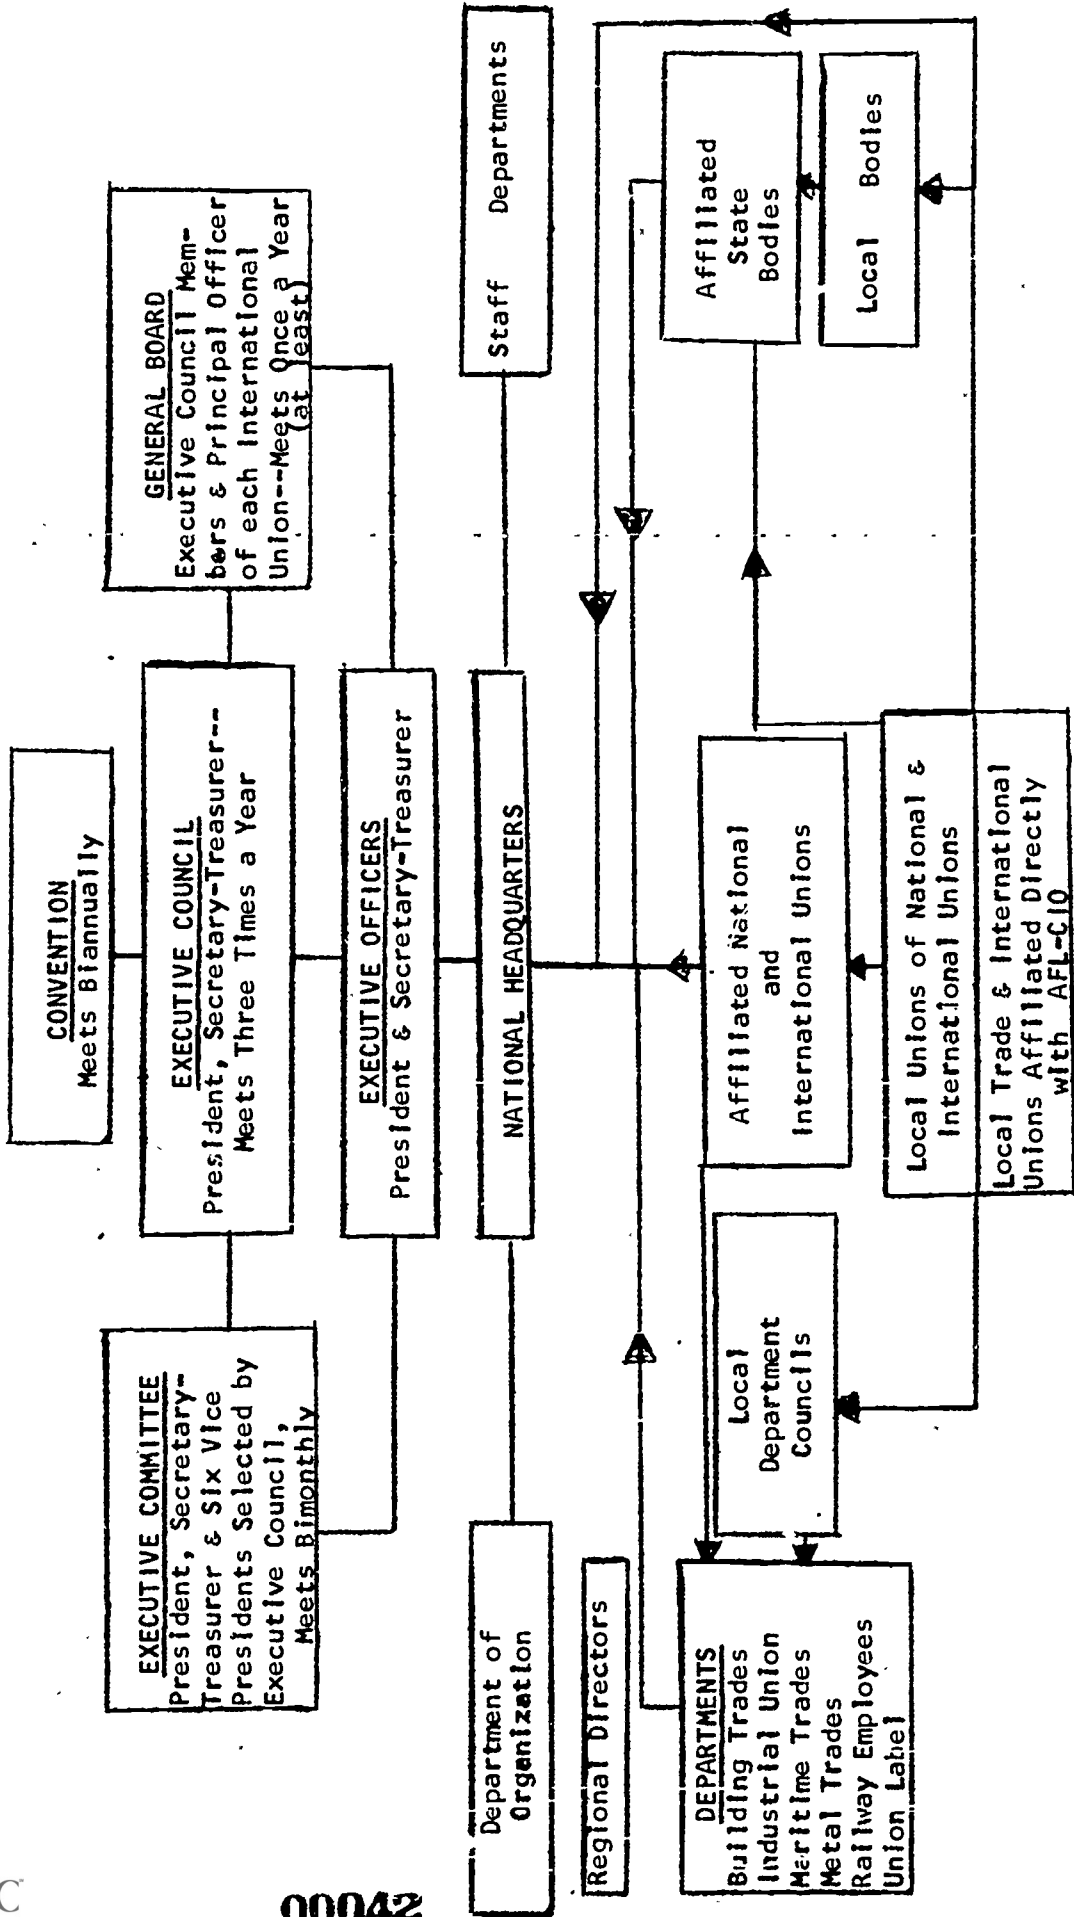 CONVENTION
Meets Biannually
EXECUTIVE COMMITTEE
President, Secretary-
Treasurer & Six Vice
Presidents Selected by
Executive Council,
Meets Bimonthly
EXECUTIVE COUNCIL
President, Secretary-Treasurer--
Meets Three Times a Year
GENERAL BOARD
Executive Council Mem-
bers & Principal Officer
of each International
Union--Meets Once a Year
(at least)
EXECUTIVE OFFICERS
President & Secretary-Treasurer
Department of
Organization
NATIONAL HEADQUARTERS
Staff Departments
Regional Directors
DEPARTMENTS
Building Trades
Industrial Union
Maritime Trades
Metal Trades
Railway Employees
Union Label
Local
Department
Councils
Affiliated National
and
International Unions
Affiliated
State
Bodies
Local Bodies
Local Unions of National &
International Unions
Local Trade & International
Unions Affiliated Directly
with AFL-CIO
C
00042